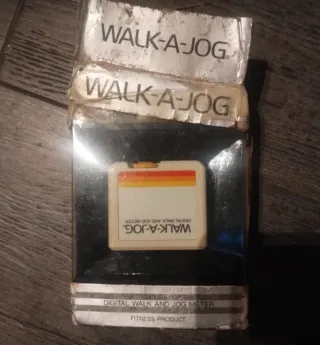 WALK-A-JOG
WALK-A-JOG
WALK-A-JOG.
DIGITAL WALK AND JOG METER
DIGITAL WALK AND JOG METER
FITNESS PRODUCT